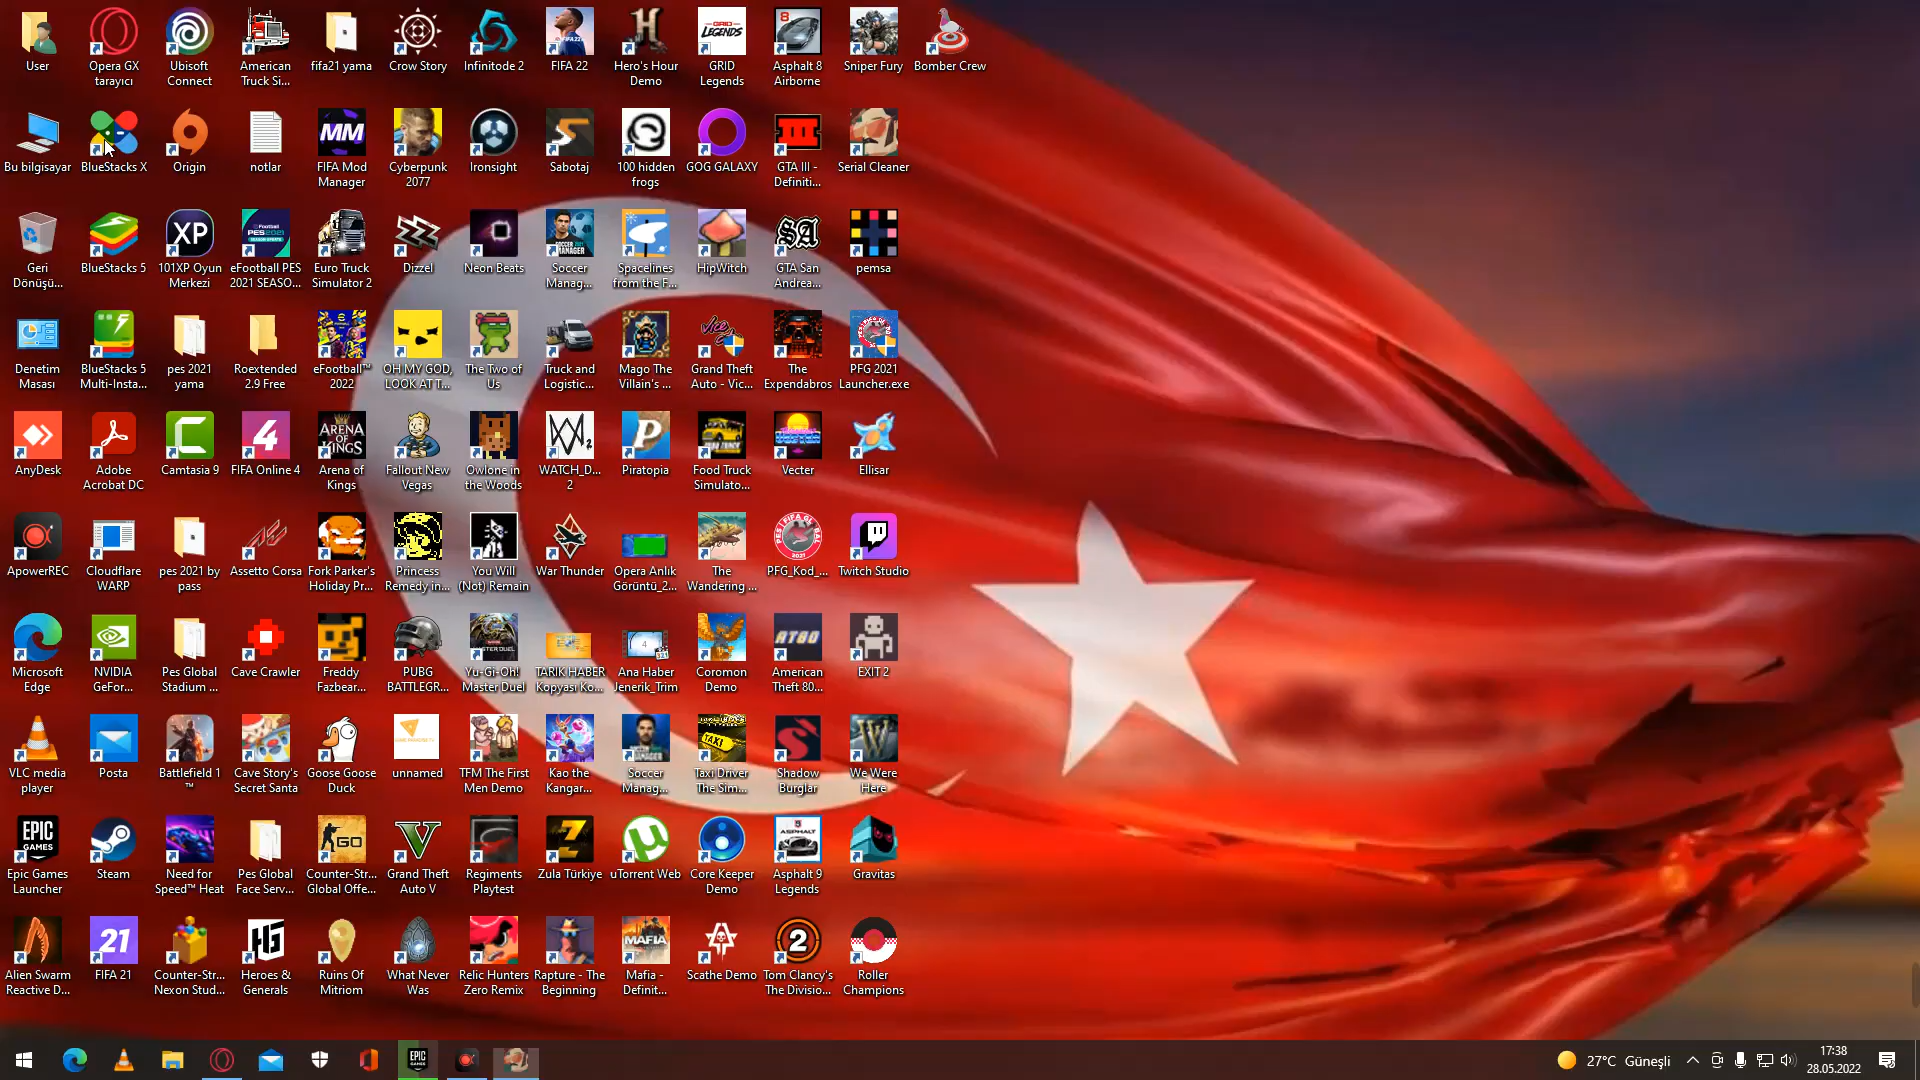 User
Opera GX
tarayıcı
Ubisoft
Connect
American
Truck Si...
fifa21 yama
Crow Story
Infinitode 2
FIFA 22
Hero's Hour
Demo
GRID
Legends
Asphalt 8
Airborne
Sniper Fury
Bomber Crew
Bu bilgisayar
BlueStacks X
Origin
notlar
FIFA Mod
Manager
Cyberpunk
2077
Ironsight
Sabotaj
100 hidden
frogs
GOG GALAXY
GTA III -
Definiti...
Serial Cleaner
Geri
Dönüşü...
BlueStacks 5
101XP Oyun
Merkezi
eFootball PES
2021 SEASO...
Euro Truck
Simulator 2
Dizzel
Neon Beats
Soccer
Manag...
Spacelines
from the F...
HipWitch
GTA San
Andrea...
pemsa
Denetim
Masası
BlueStacks 5
Multi-Insta...
pes 2021
yama
Roextended
2.9 Free
eFootball™
2022
OH MY GOD,
LOOK AT T...
The Two of
Us
Truck and
Logistic...
Mago The
Villain's ...
Grand Theft
Auto - Vic...
The
Expendabros
PFG 2021
Launcher.exe
AnyDesk
Adobe
Acrobat DC
Camtasia 9
FIFA Online 4
Arena of
Kings
Fallout New
Vegas
Owlone in
the Woods
WATCH_D...
2
Piratopia
Food Truck
Simulato...
Vecter
Ellisar
ApowerREC
Cloudflare
WARP
pes 2021 by
pass
Assetto Corsa
Fork Parker's
Holiday Pr...
Princess
Remedy in...
You Will
(Not) Remain
War Thunder
Opera Anlık
Görüntü_2...
The
Wandering ...
PFG_Kod_...
Twitch Studio
Microsoft
Edge
NVIDIA
GeFor...
Pes Global
Stadium ...
Cave Crawler
Freddy
Fazbear...
PUBG
BATTLEGR...
Yu-Gi-Oh!
Master Duel
TARIK HABER
Kopyası Ko...
Ana Haber
Jenerik_Trim
Coromon
Demo
American
Theft 80...
EXIT 2
VLC media
player
Posta
Battlefield 1
™
Cave Story's
Secret Santa
Goose Goose
Duck
unnamed
TFM The First
Men Demo
Kao the
Kangar...
Soccer
Manag...
Taxi Driver
The Sim...
Shadow
Burglar
We Were
Here
Epic Games
Launcher
Steam
Need for
Speed™ Heat
Pes Global
Face Serv...
Counter-Str...
Global Offe...
Grand Theft
Auto V
Regiments
Playtest
Zula Türkiye
uTorrent Web
Core Keeper
Demo
Asphalt 9
Legends
Gravitas
Alien Swarm
Reactive D...
FIFA 21
Counter-Str...
Nexon Stud...
Heroes &
Generals
Ruins Of
Mitriom
What Never
Was
Relic Hunters
Zero Remix
Rapture - The
Beginning
Mafia -
Definit...
Scathe Demo
Tom Clancy's
The Divisio...
Roller
Champions
27°C Güneşli
17:38
28.05.2022